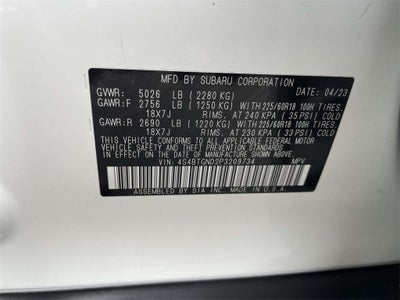 MFD BY SUBARU CORPORATION
GVWR: 5026 LB (2280 KG) 04/23
GAWR:F 2756 LB (1250 KG) WITH 225/60R18 100H TIRES.
18X7J RIMS, AT 240 KPA (35 PSI) COLD
GAWR:R 2690 LB (1220 KG) WITH 225/60R18 100H TIRES.
18X7J RIMS, AT 230 KPA (33 PSI) COLD
THIS VEHICLE CONFORMS TO ALL APPLICABLE FEDERAL MOTOR
VEHICLE SAFETY AND THEFT PREVENTION STANDARDS IN
EFFECT ON THE DATE OF MANUFACTURE SHOWN ABOVE.
VIN: 4S4BTGND2P3209734 MPV
ASSEMBLED BY SIA IN USA